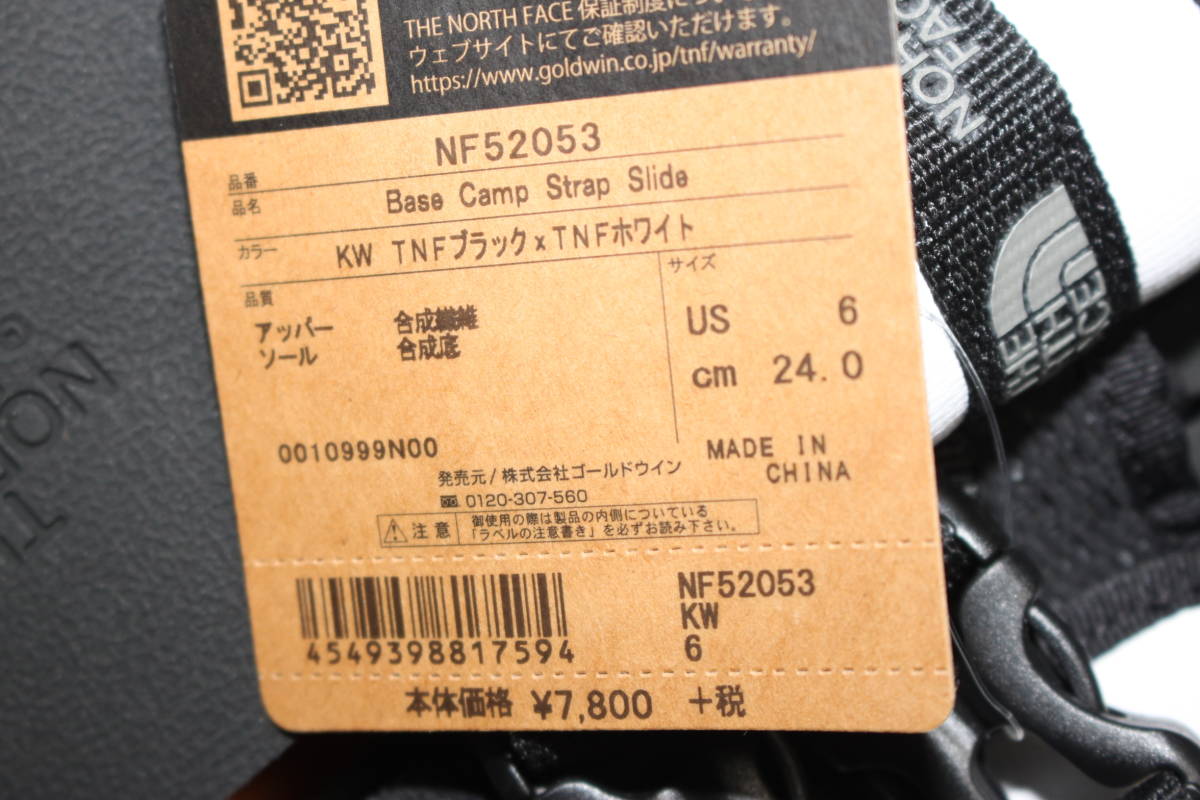 THE NORTH FACE 保証制度につい
ウェブサイトにてご確認いただけます。
https://www.goldwin.co.jp/tnf/warranty/
品番 NF52053
品名 Base Camp Strap Slide
カラー KW TNFブラック×TNFホワイト
品質
アッパー 合成繊維
ソール 合成底
サイズ
US 6
cm 24.0
0010999N00
MADE IN
CHINA
発売元/株式会社ゴールドウイン
0120-307-560
注意
御使用の際は製品の内側についている
「ラベルの注意書き」を必ずお読み下さい。
4549398817594
NF52053
KW
6
本体価格 ¥7,800 +税
NORTH
FACE
THE
NORTH
FACE